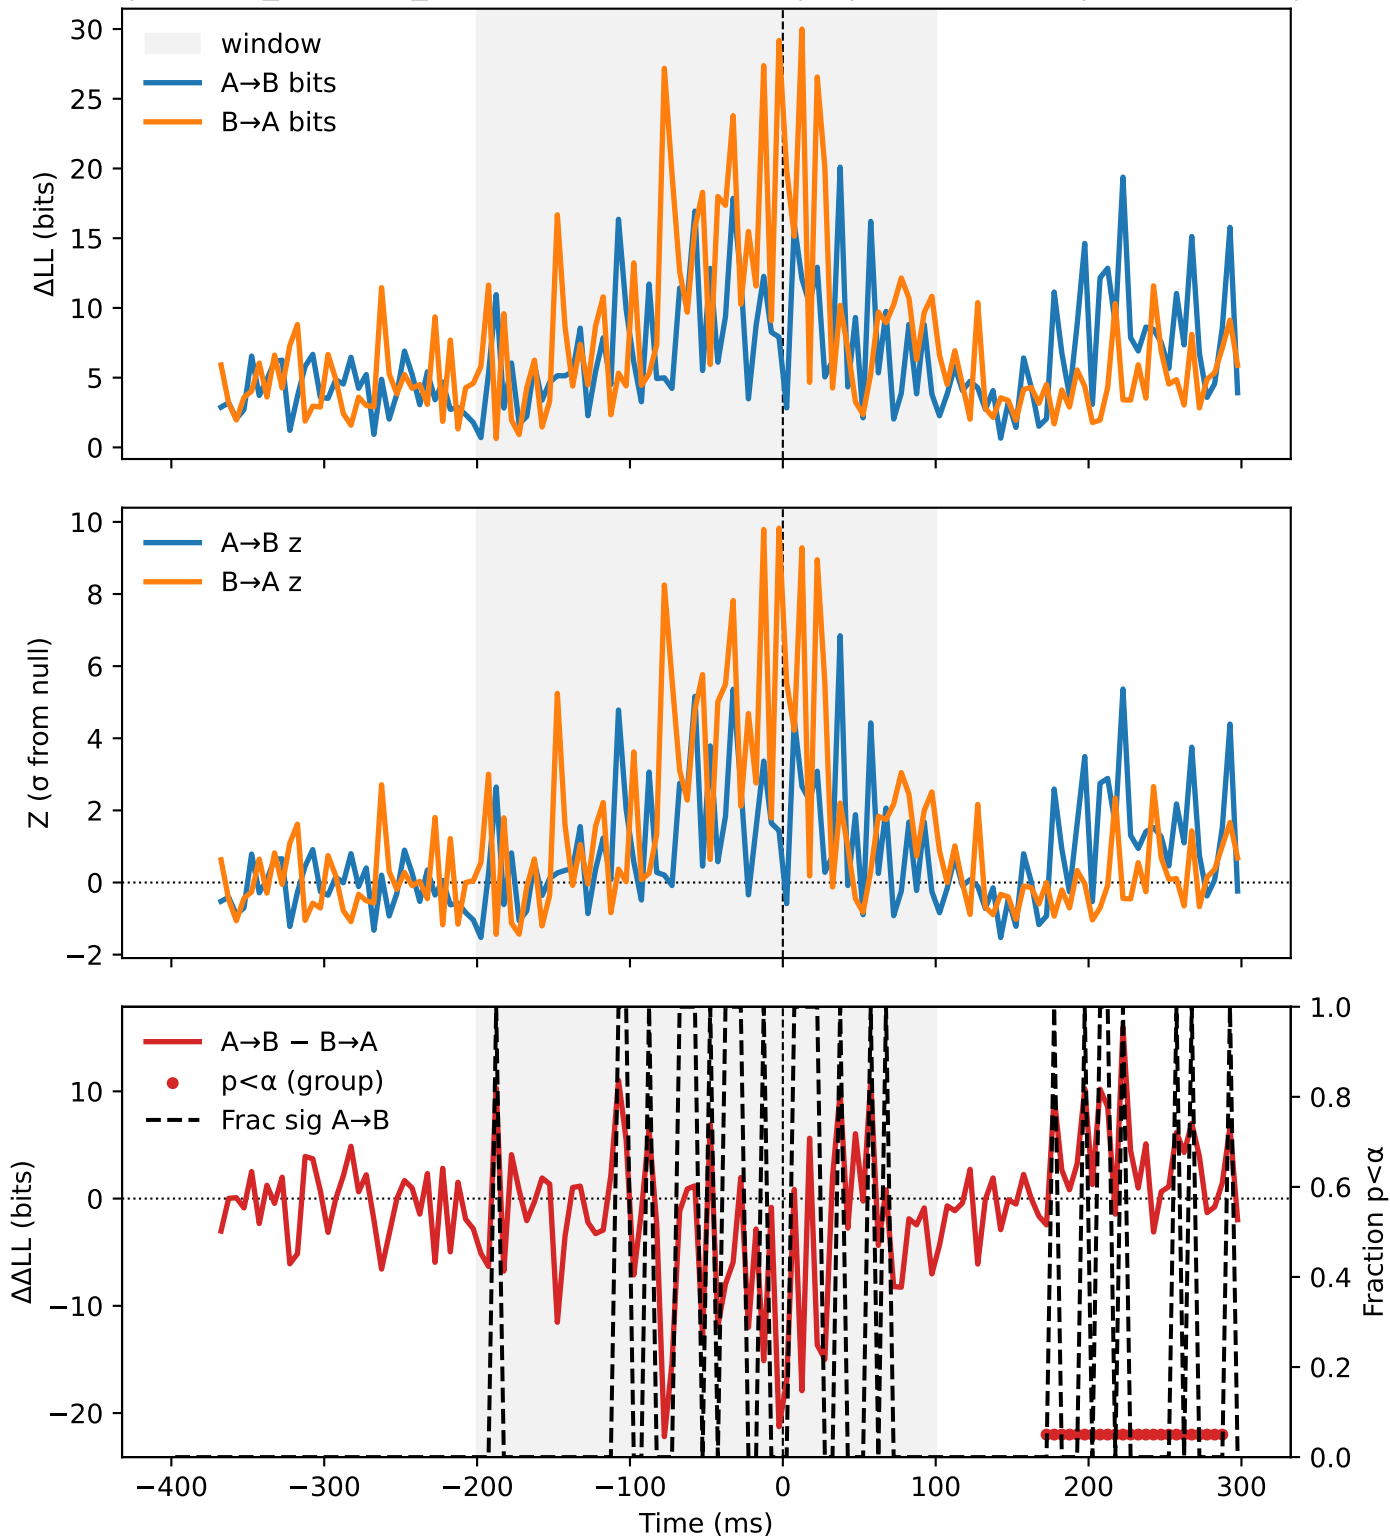 30
25
20
15
10
5
0
ΔLL (bits)
window
A→B bits
B→A bits
10
8
6
4
2
0
−2
Z (σ from null)
A→B z
B→A z
10
0
−10
−20
ΔΔLL (bits)
A→B − B→A
p<α (group)
Frac sig A→B
1.0
0.8
0.6
0.4
0.2
0.0
Fraction p<α
−400 −300 −200 −100 0 100 200 300
Time (ms)